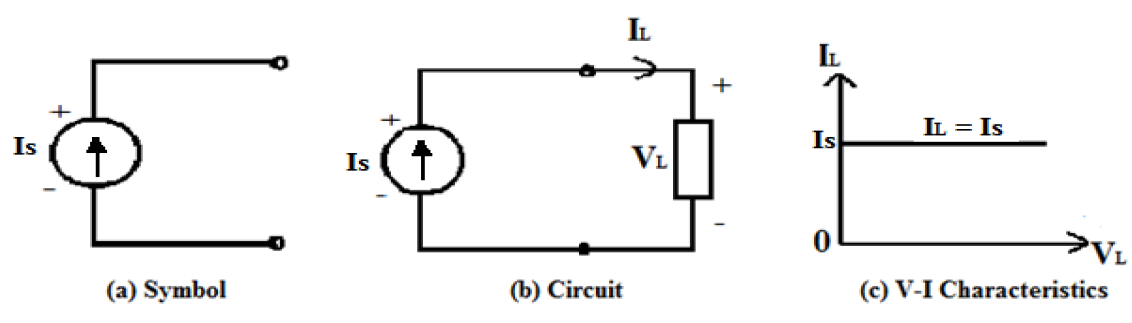 +
Is
-
(a) Symbol
IL
+
Is
-
+
VL
-
(b) Circuit
IL
Is
IL = Is
0
VL
(c) V-I Characteristics